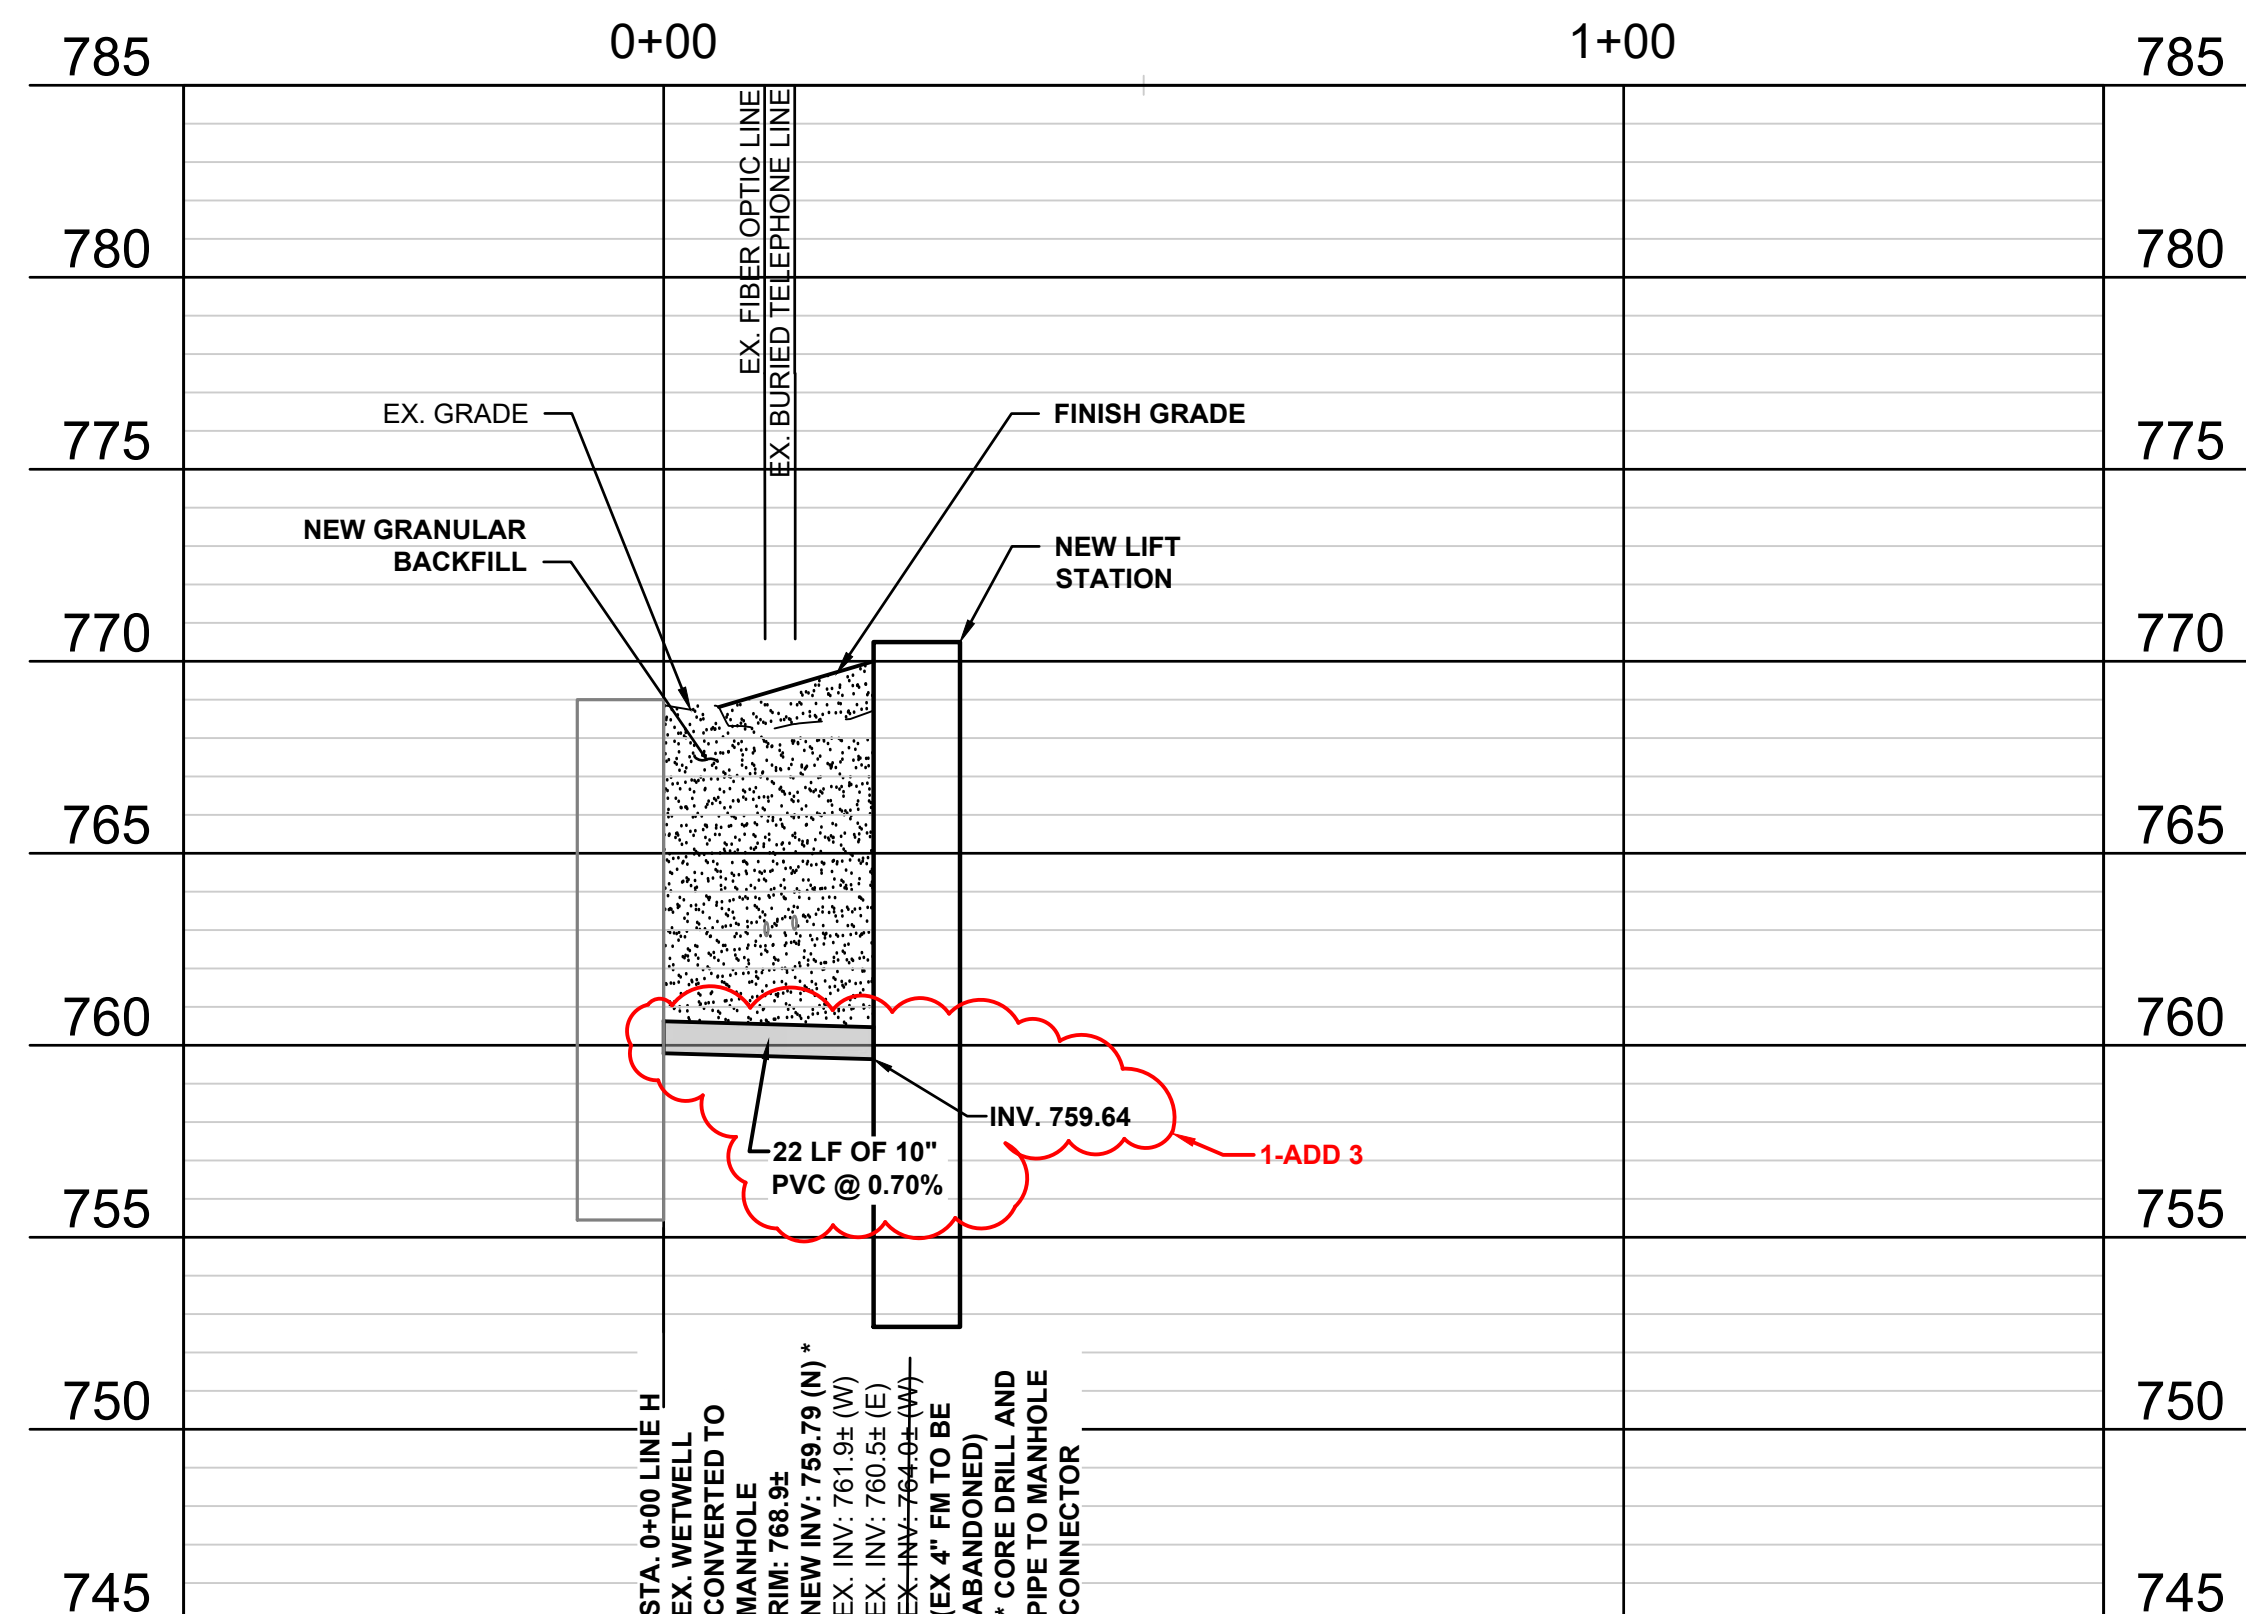 0+00
1+00
785
785
EX. FIBER OPTIC LINE
EX. BURIED TELEPHONE LINE
780
780
EX. GRADE
FINISH GRADE
775
775
NEW GRANULAR
BACKFILL
NEW LIFT
STATION
770
770
765
765
760
760
INV. 759.64
22 LF OF 10"
PVC @ 0.70%
1-ADD 3
755
755
750
750
STA. 0+00 LINE H
EX. WETWELL
CONVERTED TO
MANHOLE
RIM: 768.9±
NEW INV: 759.79 (N) *
EX. INV: 761.9± (W)
EX. INV: 760.5± (E)
EX. INV: 764.0± (W)
(EX 4" FM TO BE
ABANDONED)
* CORE DRILL AND
PIPE TO MANHOLE
CONNECTOR
745
745